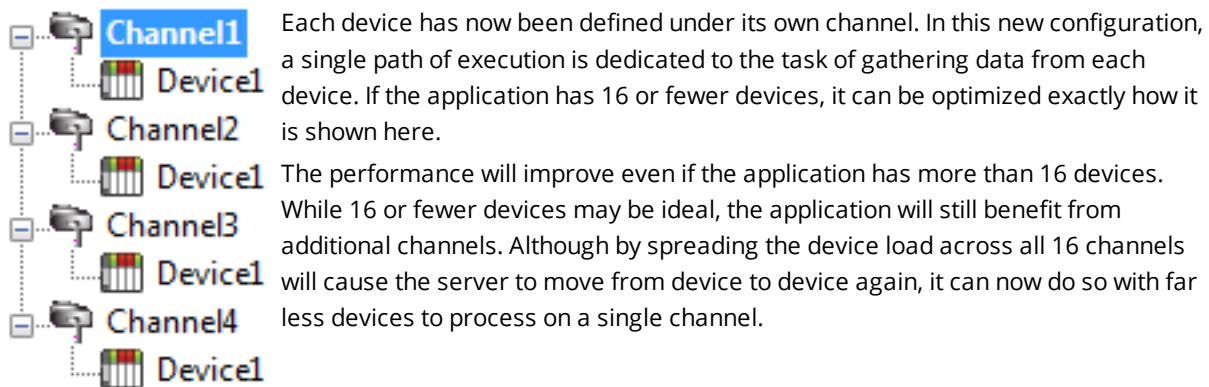 Channel1
Device1
Channel2
Device1
Channel3
Device1
Channel4
Device1
Each device has now been defined under its own channel. In this new configuration,
a single path of execution is dedicated to the task of gathering data from each
device. If the application has 16 or fewer devices, it can be optimized exactly how it
is shown here.
The performance will improve even if the application has more than 16 devices.
While 16 or fewer devices may be ideal, the application will still benefit from
additional channels. Although by spreading the device load across all 16 channels
will cause the server to move from device to device again, it can now do so with far
less devices to process on a single channel.